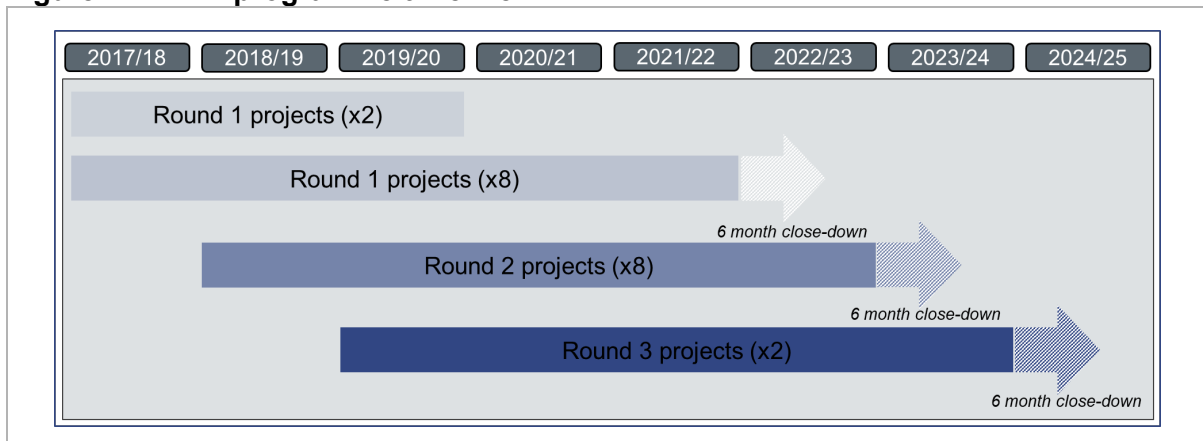 2017/18 2018/19 2019/20 2020/21 2021/22 2022/23 2023/24 2024/25
Round 1 projects (x2)
Round 1 projects (x8)
6 month close-down
Round 2 projects (x8)
6 month close-down
Round 3 projects (x2)
6 month close-down